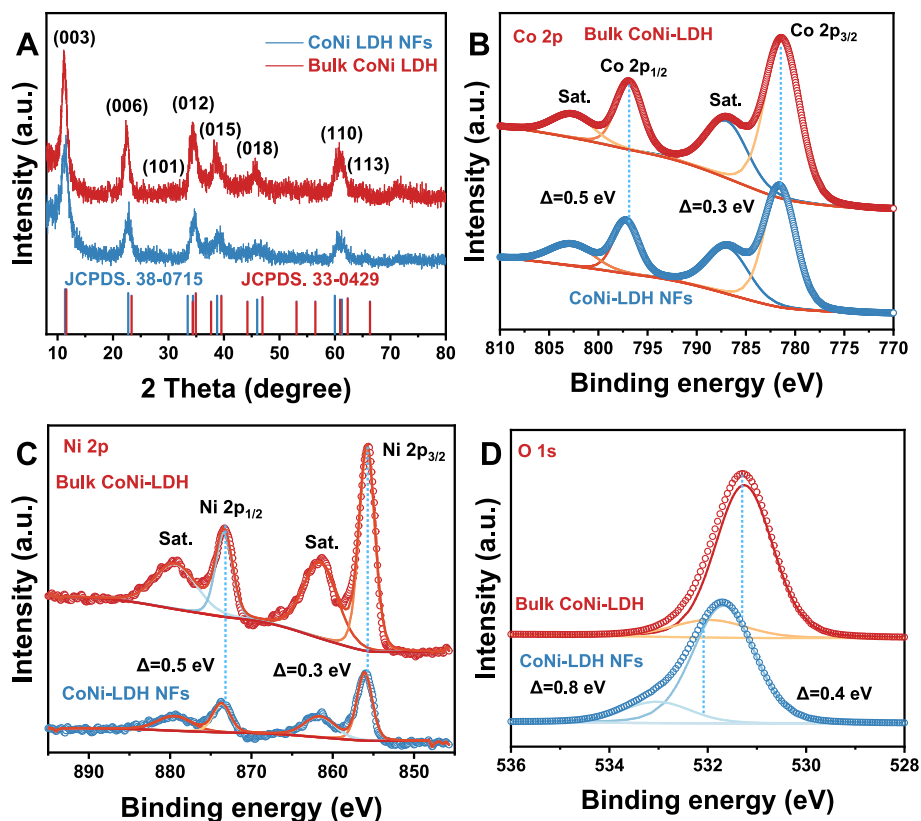 A
(003)
CoNi LDH NFs
Bulk CoNi LDH
(006)
(012)
(101)
(015)
(018)
(110)
(113)
JCPDS. 38-0715
JCPDS. 33-0429
Intensity (a.u.)
10 20 30 40 50 60 70 80
2 Theta (degree)
B
Co 2p
Bulk CoNi-LDH
Co 2p3/2
Co 2p1/2
Sat.
Sat.
Δ=0.5 eV
Δ=0.3 eV
CoNi-LDH NFs
Intensity (a.u.)
810 805 800 795 790 785 780 775 770
Binding energy (eV)
C
Ni 2p
Ni 2p3/2
Bulk CoNi-LDH
Ni 2p1/2
Sat.
Sat.
Δ=0.5 eV
Δ=0.3 eV
CoNi-LDH NFs
Intensity (a.u.)
890 880 870 860 850
Binding energy (eV)
D
O 1s
Bulk CoNi-LDH
CoNi-LDH NFs
Δ=0.8 eV
Δ=0.4 eV
Intensity (a.u.)
536 534 532 530 528
Binding energy (eV)